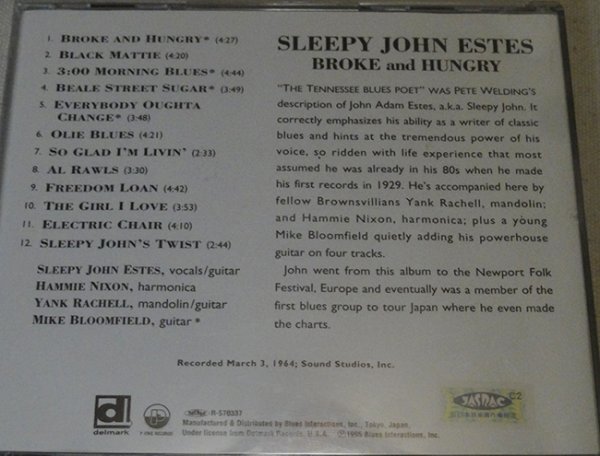 1. BROKE AND HUNGRY* (4:27)
2. BLACK MATTIE (4:20)
3. 3:00 MORNING BLUES* (4:44)
4. BEALE STREET SUGAR* (3:49)
5. EVERYBODY OUGHTA
CHANGE* (3:48)
6. OLIE BLUES (4:21)
7. SO GLAD I'M LIVIN' (2:33)
8. AL RAWLS (3:30)
9. FREEDOM LOAN (4:42)
10. THE GIRL I LOVE (3:53)
11. ELECTRIC CHAIR (4:10)
12. SLEEPY JOHN'S TWIST (2:44)
SLEEPY JOHN ESTES, vocals/guitar
HAMMIE NIXON, harmonica
YANK RACHELL, mandolin/guitar
MIKE BLOOMFIELD, guitar *
SLEEPY JOHN ESTES
BROKE and HUNGRY
"THE TENNESSEE BLUES POET" WAS PETE WELDING'S
description of John Adam Estes, a.k.a. Sleepy John. It
correctly emphasizes his ability as a writer of classic
blues and hints at the tremendous power of his
voice, so ridden with life experience that most
assumed he was already in his 80s when he made
his first records in 1929. He's accompanied here by
fellow Brownsvillians Yank Rachell, mandolin;
and Hammie Nixon, harmonica; plus a young
Mike Bloomfield quietly adding his powerhouse
guitar on four tracks.
John went from this album to the Newport Folk
Festival, Europe and eventually was a member of the
first blues group to tour Japan where he even made
the charts.
Recorded March 3, 1964; Sound Studios, Inc.
d
delmark
P-VINE RECORDS
R-570337
Manufactured & Distributed by Blues Interactions, Inc., Tokyo, Japan,
Under license from Delmark Records, U.S.A. ℗1995 Blues Interactions, Inc.
JASRAC
C2